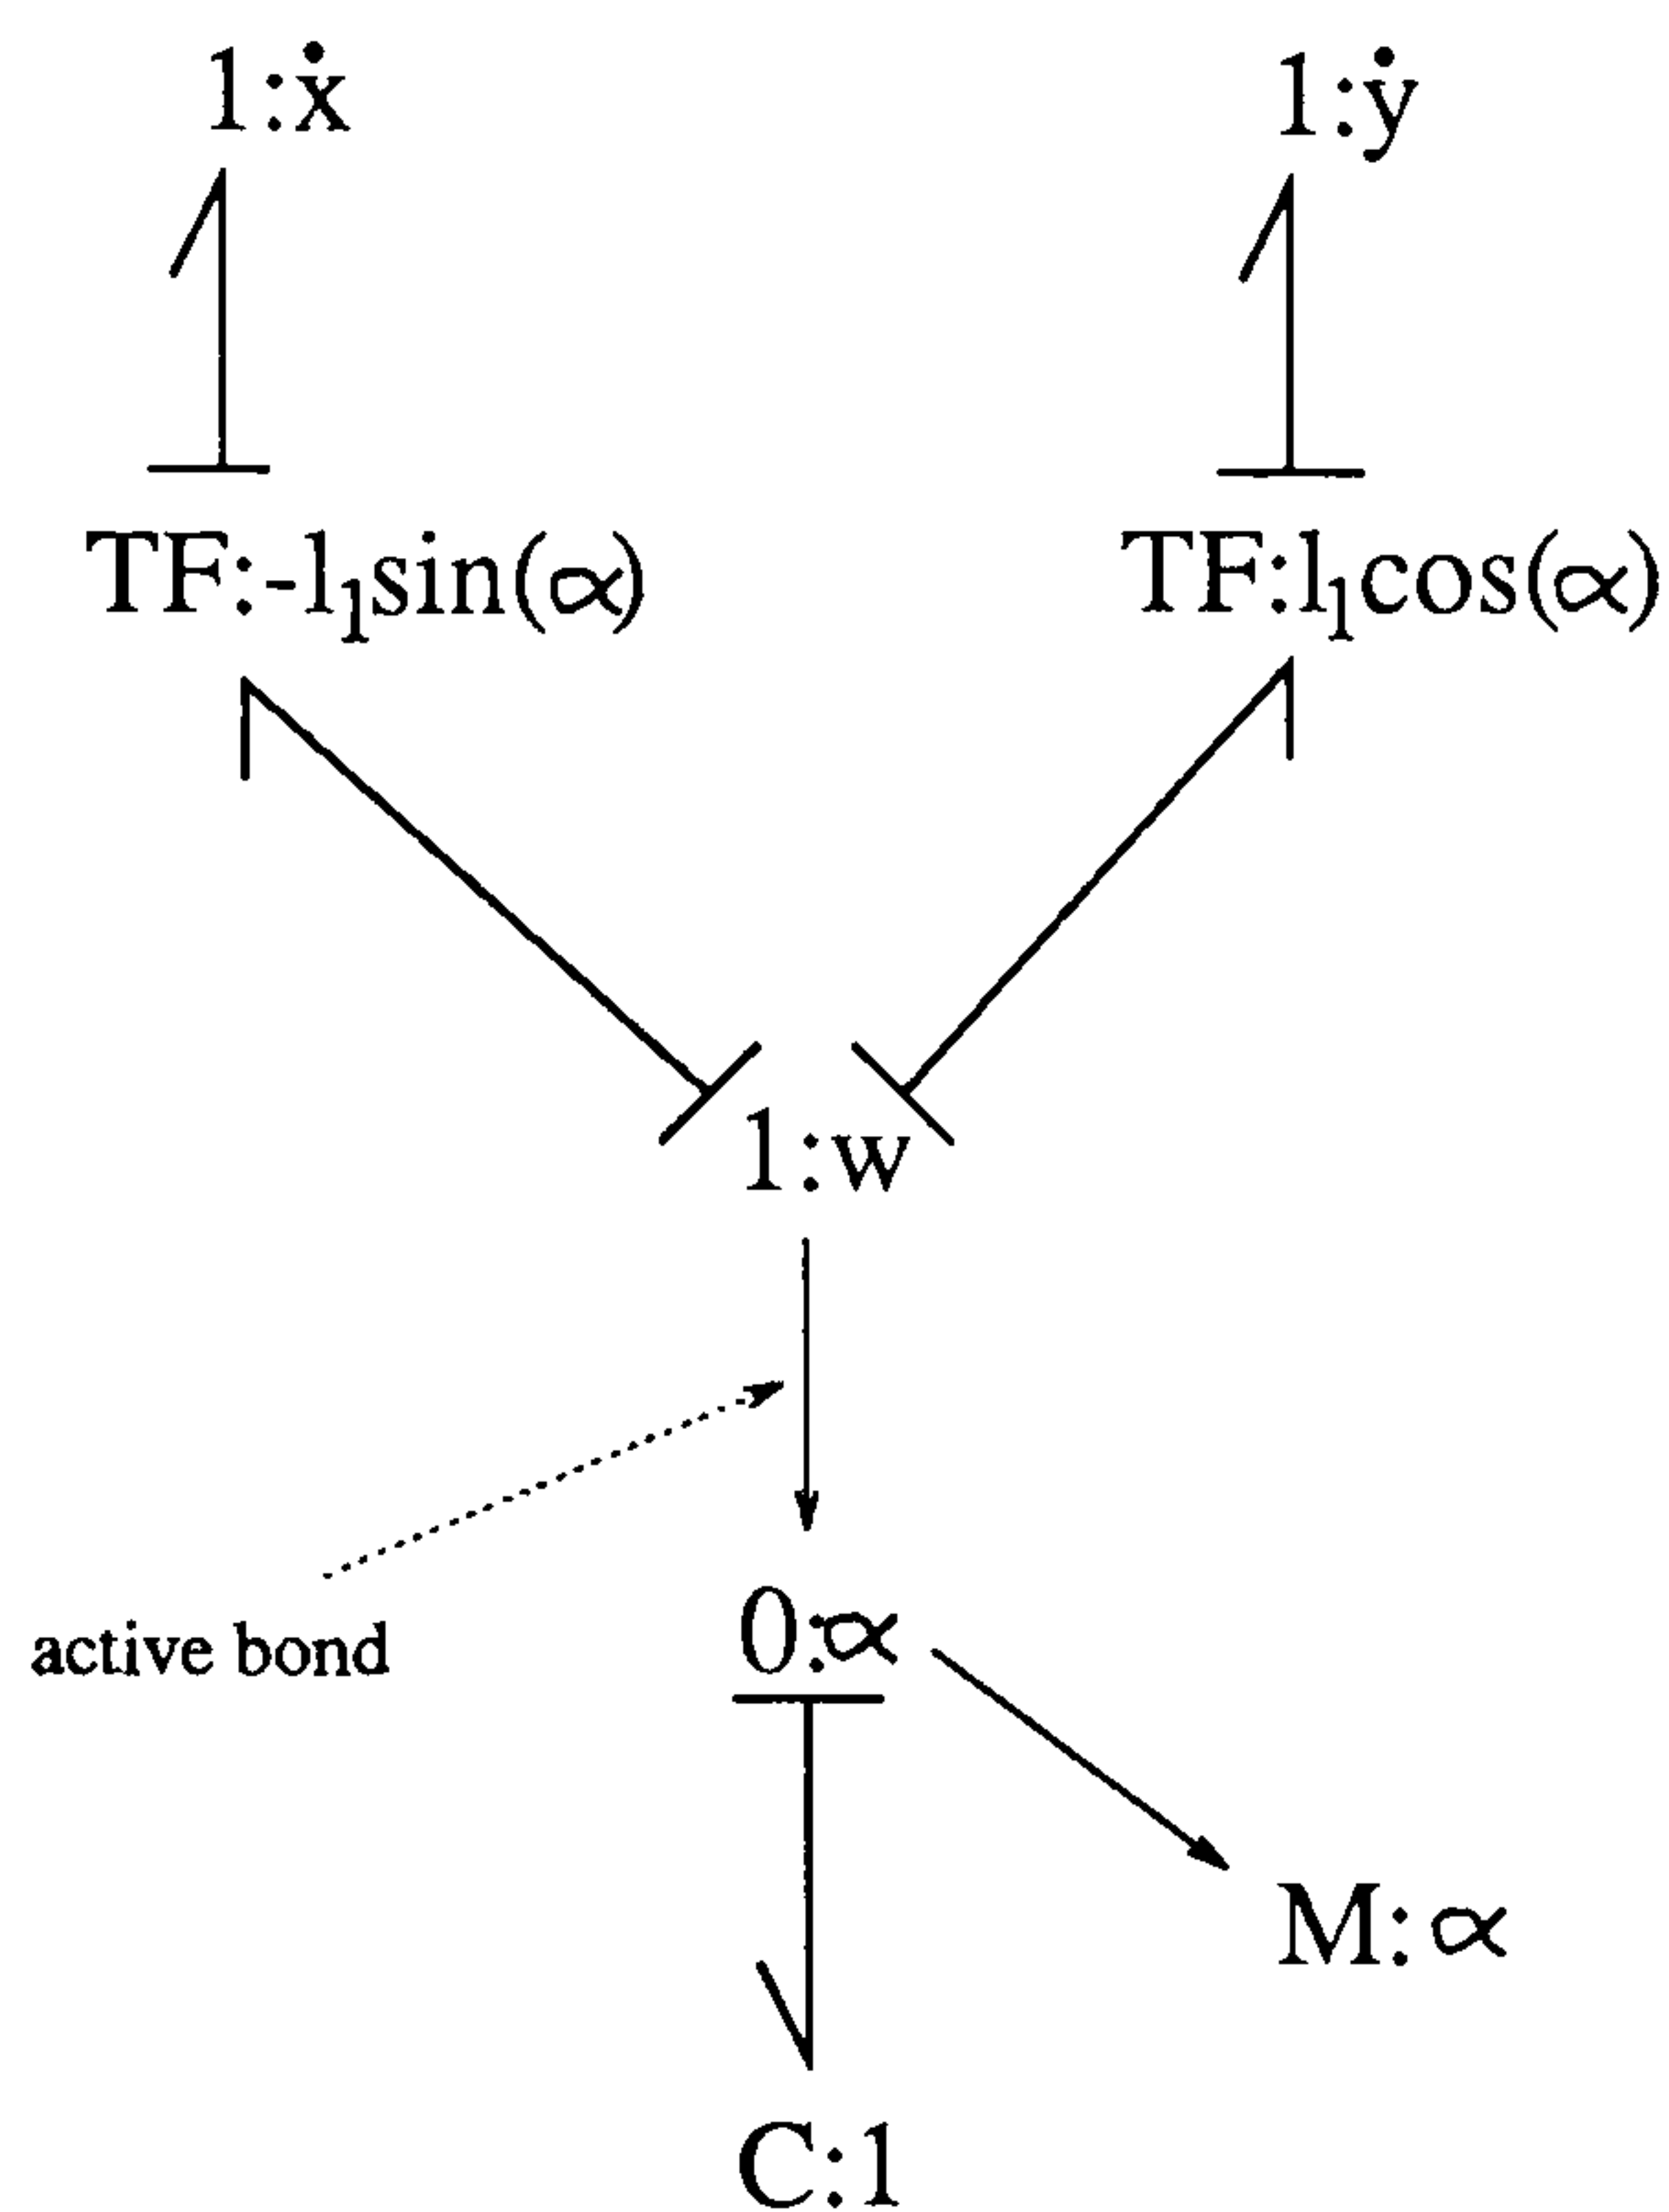 1:ẋ
1:ẏ
TF:-l₁sin(∝)
TF:l₁cos(∝)
1:w
active bond
0:∝
M:∝
C:1